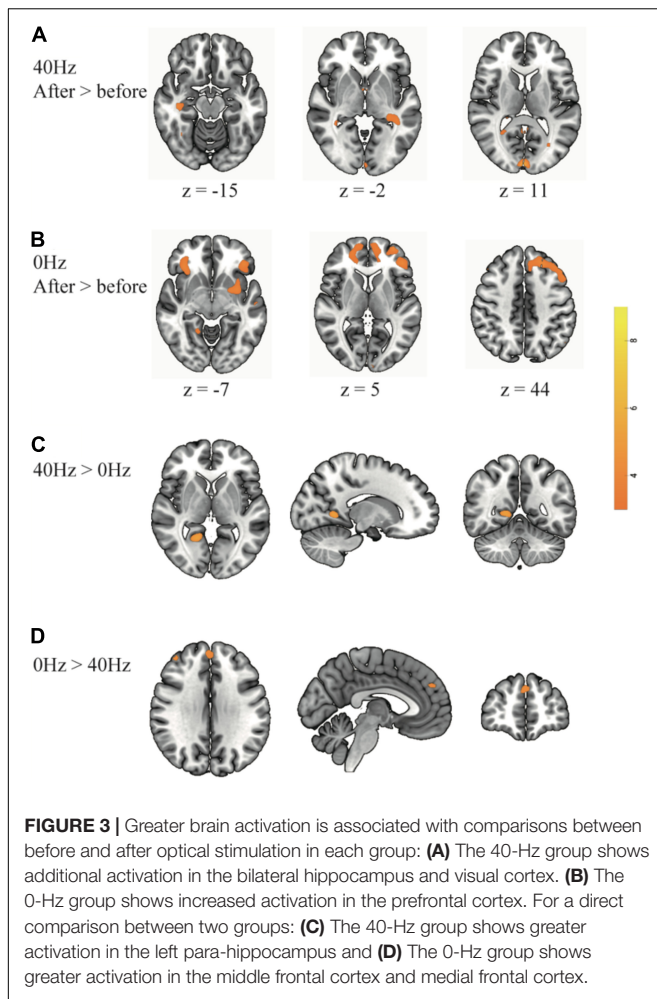 A
40Hz
After > before
z = -15
z = -2
z = 11
B
0Hz
After > before
z = -7
z = 5
z = 44
8
6
4
C
40Hz > 0Hz
D
0Hz > 40Hz
FIGURE 3 | Greater brain activation is associated with comparisons between
before and after optical stimulation in each group: (A) The 40-Hz group shows
additional activation in the bilateral hippocampus and visual cortex. (B) The
0-Hz group shows increased activation in the prefrontal cortex. For a direct
comparison between two groups: (C) The 40-Hz group shows greater
activation in the left para-hippocampus and (D) The 0-Hz group shows
greater activation in the middle frontal cortex and medial frontal cortex.